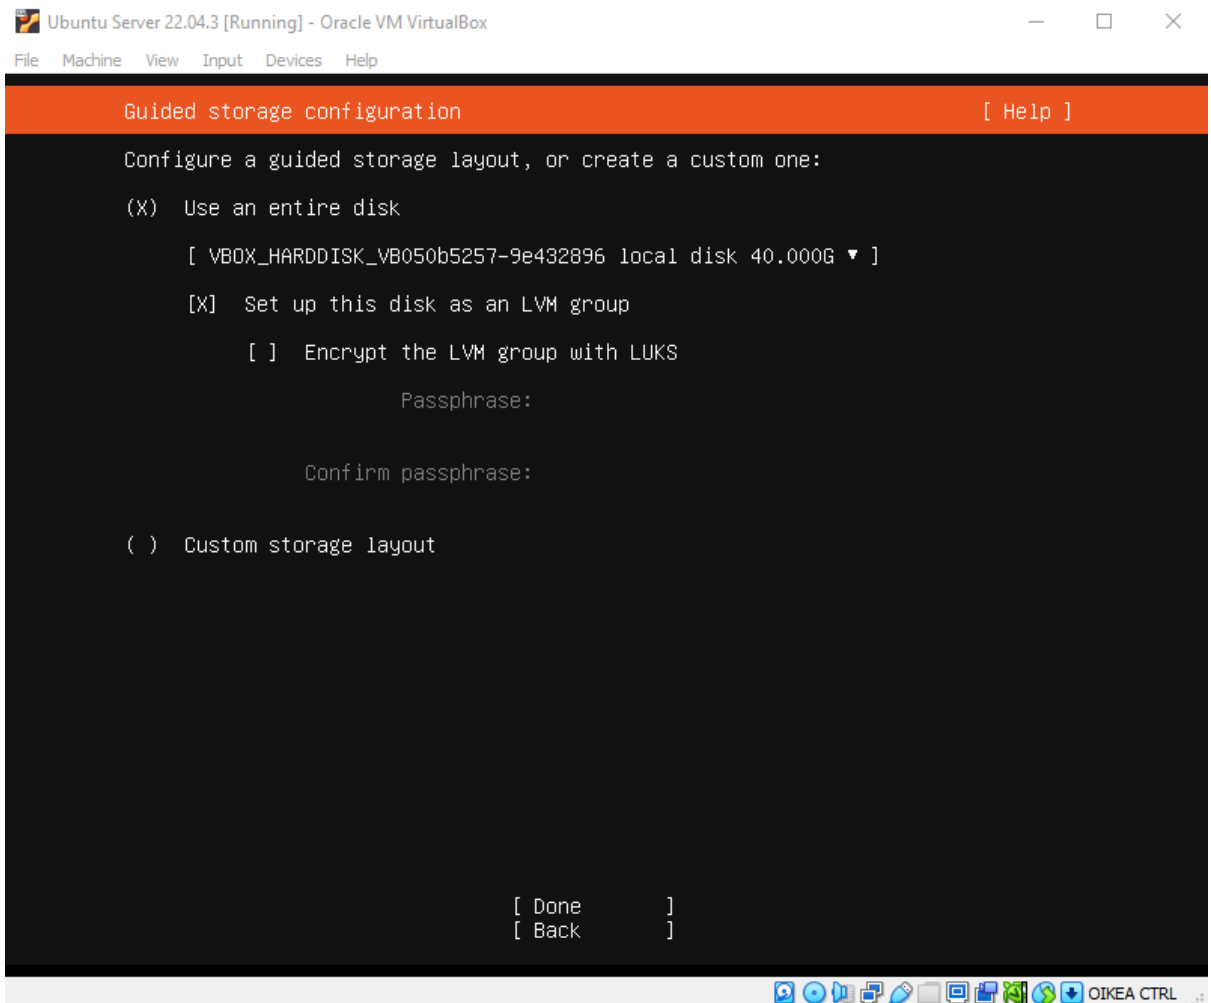 Ubuntu Server 22.04.3 [Running] - Oracle VM VirtualBox
File Machine View Input Devices Help
Guided storage configuration [ Help ]
Configure a guided storage layout, or create a custom one:
(X) Use an entire disk
[ VBOX_HARDDISK_VB050b5257-9e432896 local disk 40.000G ▾ ]
[X] Set up this disk as an LVM group
[ ] Encrypt the LVM group with LUKS
Passphrase:
Confirm passphrase:
( ) Custom storage layout
[ Done ]
[ Back ]
OIKEA CTRL